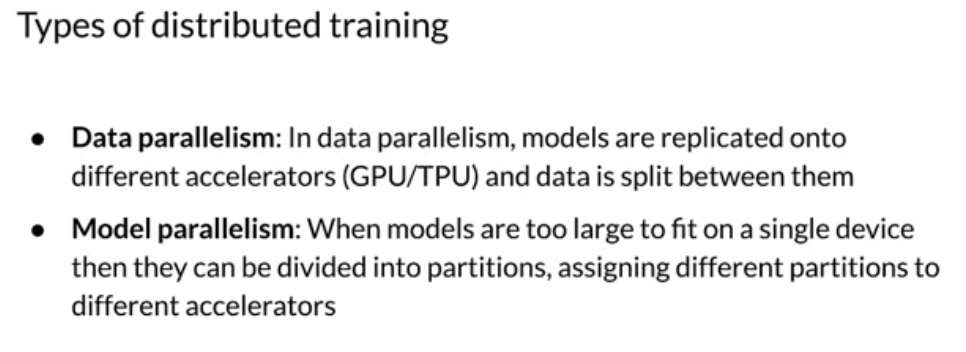 Types of distributed training
● Data parallelism: In data parallelism, models are replicated onto
different accelerators (GPU/TPU) and data is split between them
● Model parallelism: When models are too large to fit on a single device
then they can be divided into partitions, assigning different partitions to
different accelerators